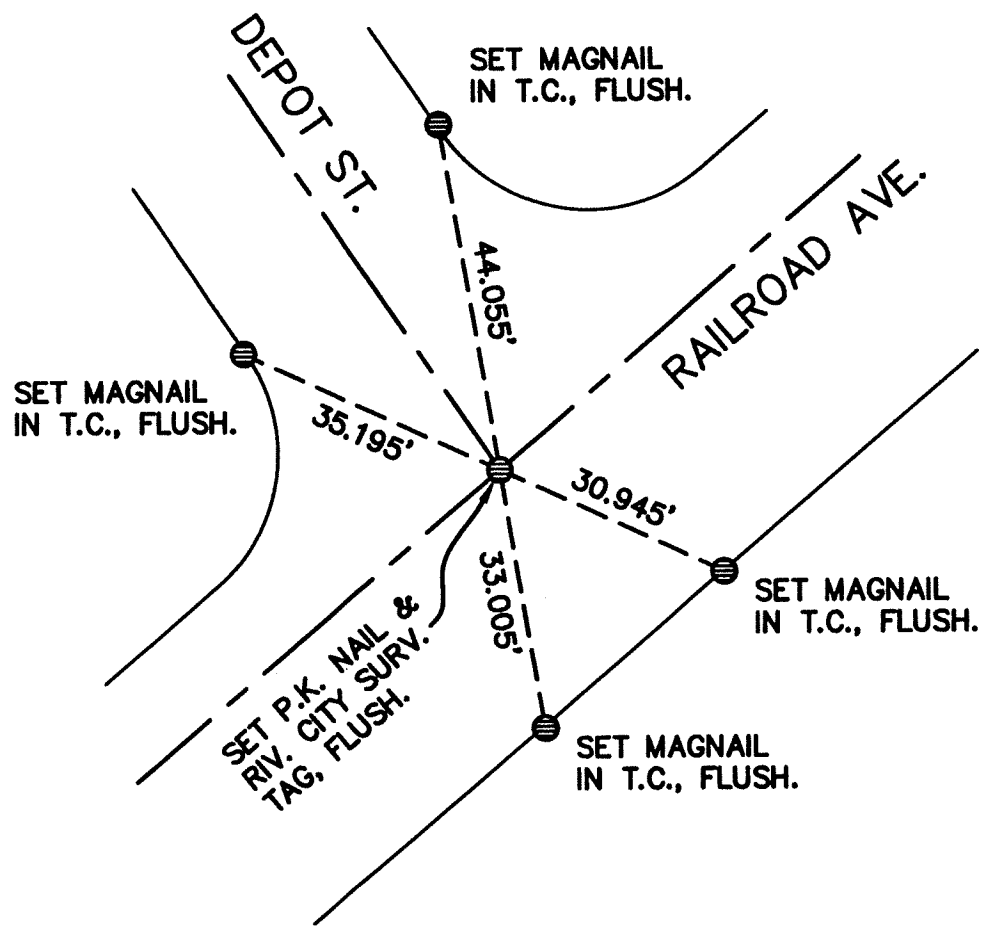 DEPOT ST.
SET MAGNAIL
IN T.C., FLUSH.
RAILROAD AVE.
44.055'
SET MAGNAIL
IN T.C., FLUSH.
35.195'
30.945'
33.005'
SET MAGNAIL
IN T.C., FLUSH.
SET P.K. NAIL &
RIV. CITY SURV.
TAG, FLUSH.
SET MAGNAIL
IN T.C., FLUSH.